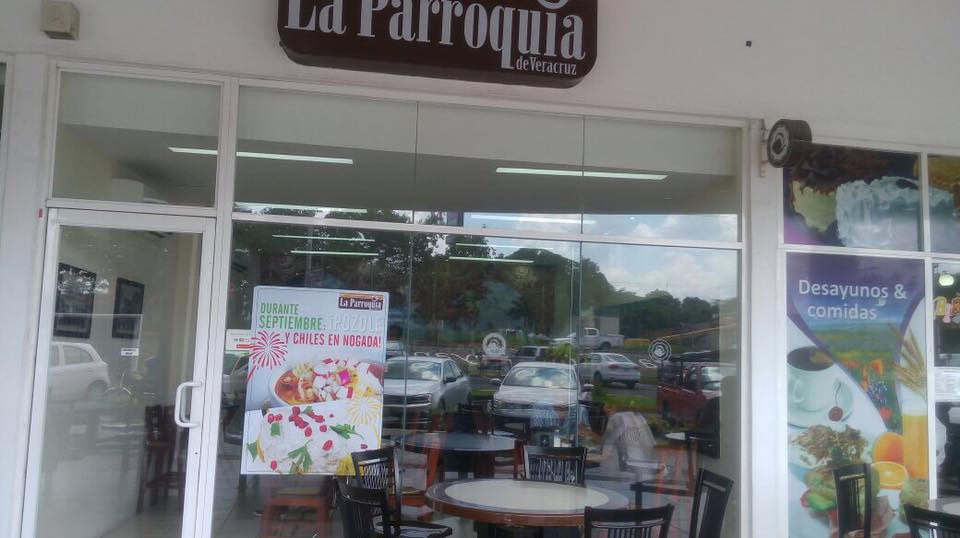 La Parroquia
de Veracruz
La Parroquia
DURANTE
SEPTIEMBRE: ¡POZOLE
Y CHILES EN NOGADA!
Desayunos &
comidas